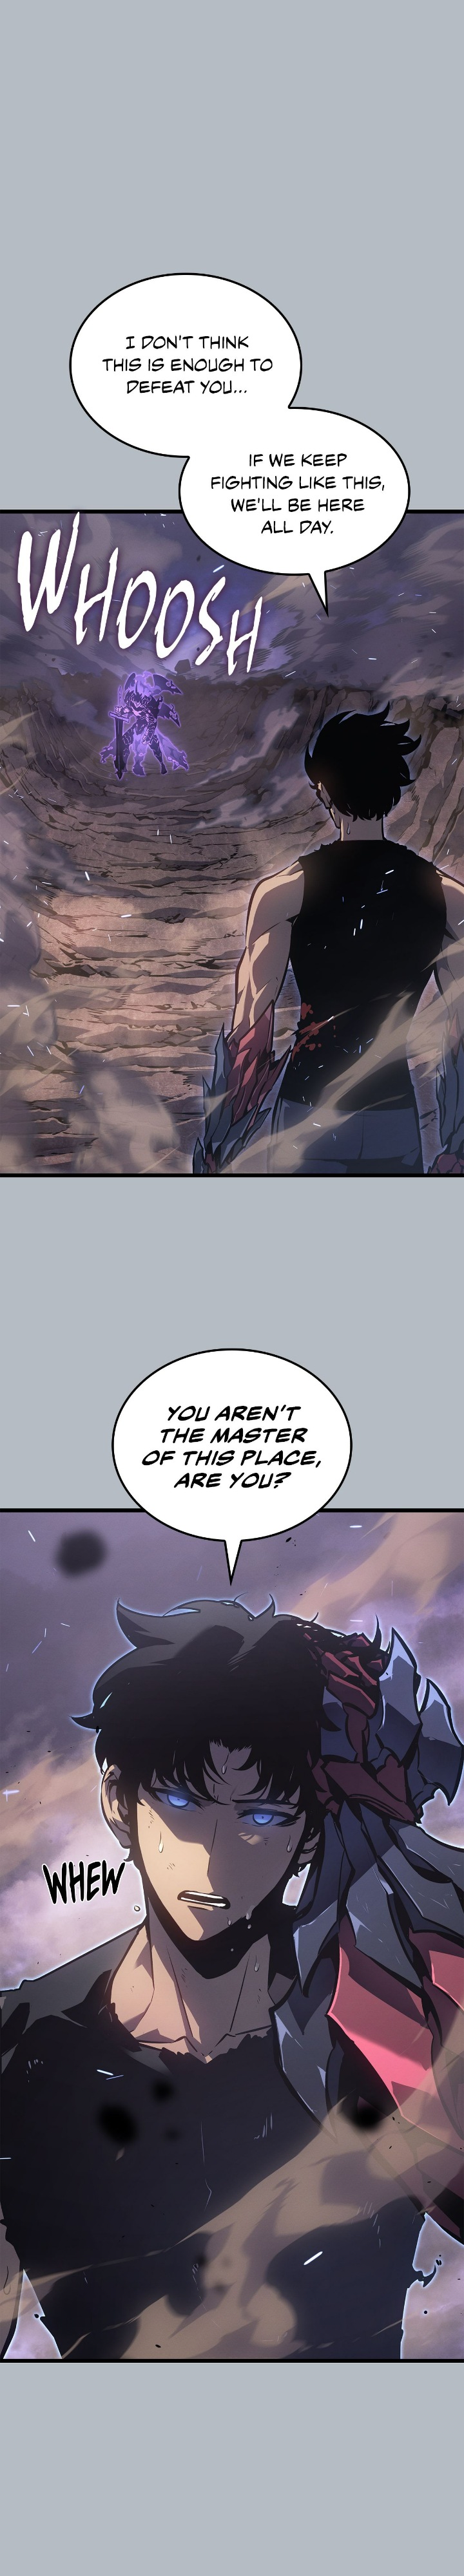 I DON'T THINK
THIS IS ENOUGH TO
DEFEAT YOU...
IF WE KEEP
FIGHTING LIKE THIS,
WE'LL BE HERE
ALL DAY.
WHOOSH
YOU AREN'T
THE MASTER
OF THIS PLACE,
ARE YOU?
WHEW